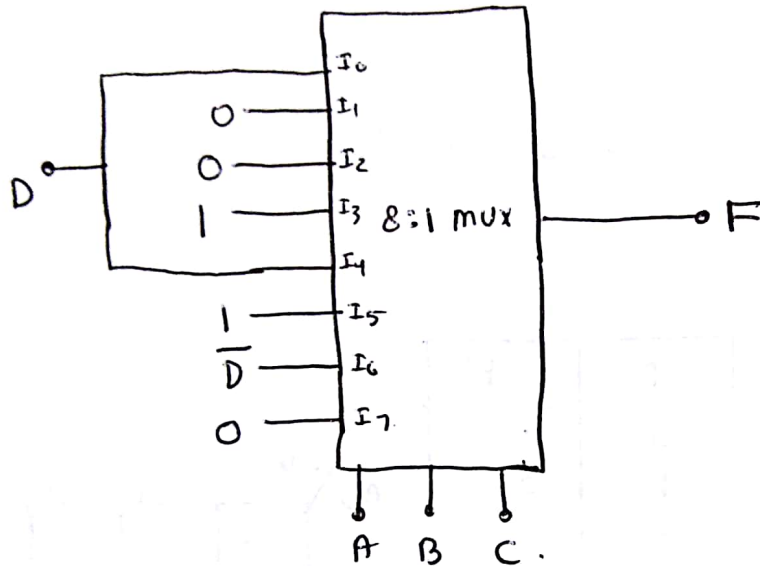 I0
0 I1
0 I2
D
1 I3 8:1 mux F
I4
1 I5
D̅ I6
0 I7
A B C.